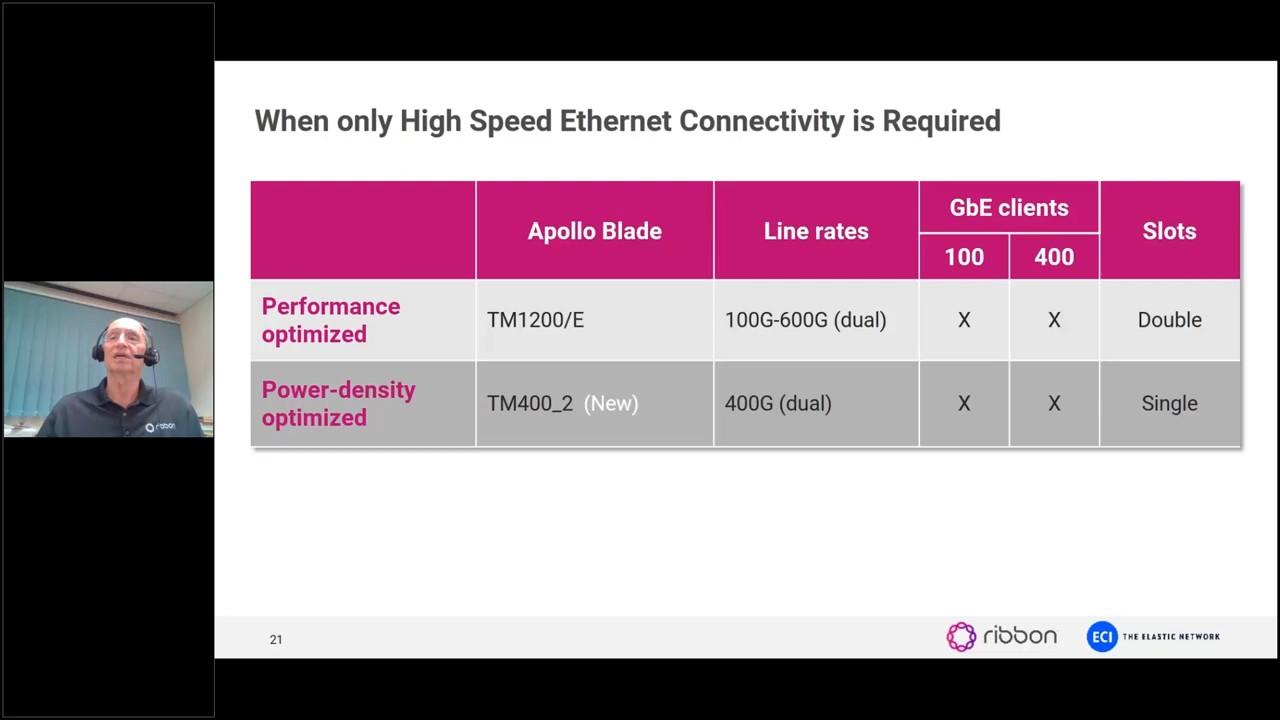 When only High Speed Ethernet Connectivity is Required
Apollo Blade
Line rates
GbE clients
Slots
100
400
Performance
optimized
TM1200/E
100G-600G (dual)
X
X
Double
Power-density
optimized
TM400_2 (New)
400G (dual)
X
X
Single
21
ribbon
ECI THE ELASTIC NETWORK
ribbon